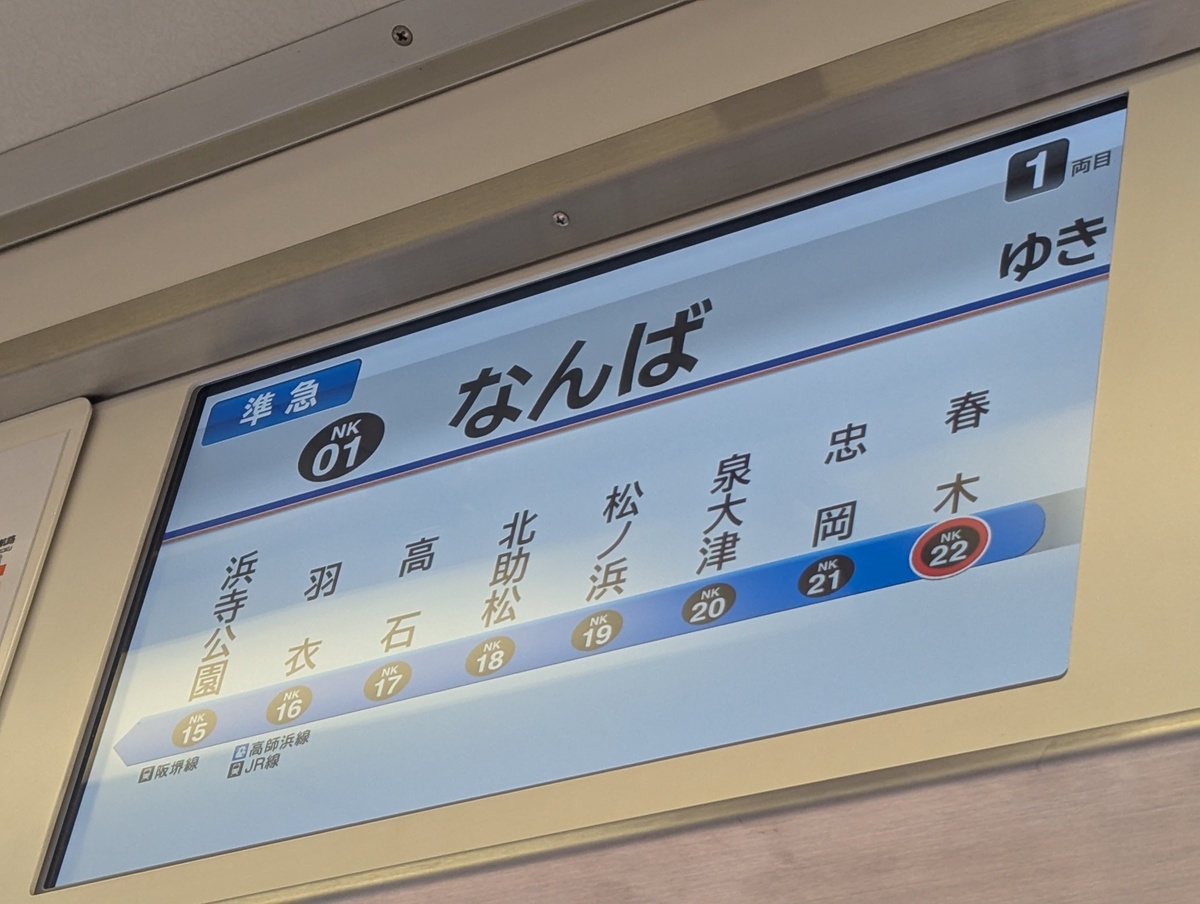 1両目
準急
NK
01
なんば
ゆき
浜寺公園
羽衣
高石
北助松
松ノ浜
泉大津
忠岡
春木
NK
15
NK
16
NK
17
NK
18
NK
19
NK
20
NK
21
NK
22
阪堺線
高師浜線
JR線